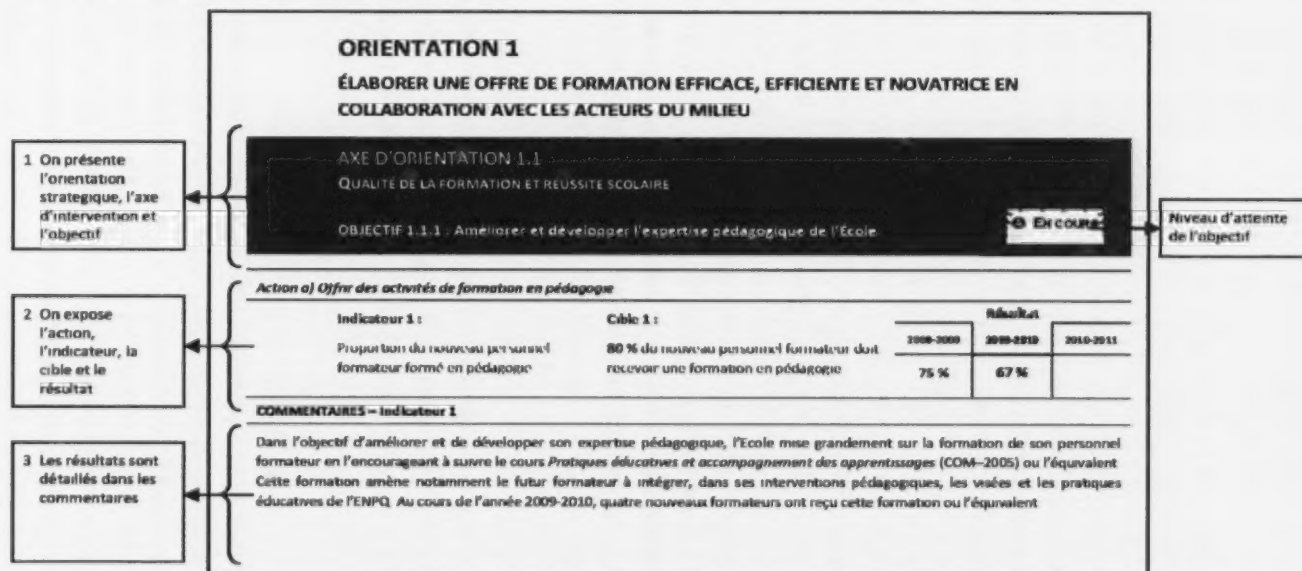 ORIENTATION 1
ÉLABORER UNE OFFRE DE FORMATION EFFICACE, EFFICIENTE ET NOVATRICE EN
COLLABORATION AVEC LES ACTEURS DU MILIEU
1 On présente
l'orientation
strategique, l'axe
d'intervention et
l'objectif
AXE D'ORIENTATION 1.1
QUALITÉ DE LA FORMATION ET RÉUSSITE SCOLAIRE
OBJECTIF 1.1.1 : Améliorer et développer l'expertise pédagogique de l'École
EN COURS
Niveau d'atteinte
de l'objectif
2 On expose
l'action,
l'indicateur, la
cible et le
résultat
Action a) Offrir des activités de formation en pédagogie
Indicateur 1 :
Proportion du nouveau personnel
formateur formé en pédagogie
Cible 1 :
80 % du nouveau personnel formateur doit
recevoir une formation en pédagogie
Résultat
2008-2009 2009-2010 2010-2011
75 % 67 %
COMMENTAIRES – Indicateur 1
3 Les résultats sont
détaillés dans les
commentaires
Dans l'objectif d'améliorer et de développer son expertise pédagogique, l'Ecole mise grandement sur la formation de son personnel
formateur en l'encourageant à suivre le cours Pratiques éducatives et accompagnement des apprentissages (COM–2005) ou l'équivalent
Cette formation amène notamment le futur formateur à intégrer, dans ses interventions pédagogiques, les visées et les pratiques
éducatives de l'ENPQ. Au cours de l'année 2009-2010, quatre nouveaux formateurs ont reçu cette formation ou l'équivalent